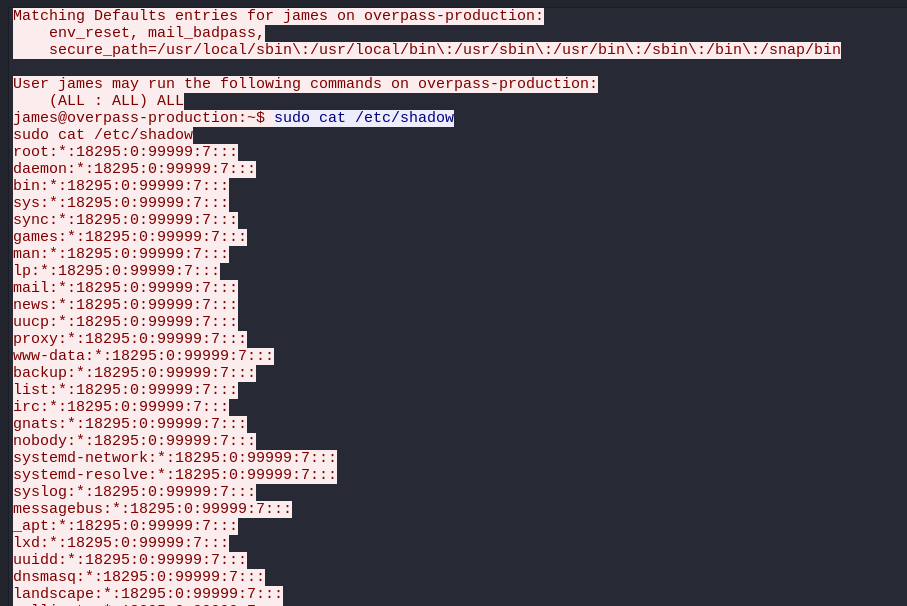 Matching Defaults entries for james on overpass-production:
    env_reset, mail_badpass,
    secure_path=/usr/local/sbin\:/usr/local/bin\:/usr/sbin\:/usr/bin\:/sbin\:/bin\:/snap/bin

User james may run the following commands on overpass-production:
    (ALL : ALL) ALL
james@overpass-production:~$ sudo cat /etc/shadow
sudo cat /etc/shadow
root:*:18295:0:99999:7:::
daemon:*:18295:0:99999:7:::
bin:*:18295:0:99999:7:::
sys:*:18295:0:99999:7:::
sync:*:18295:0:99999:7:::
games:*:18295:0:99999:7:::
man:*:18295:0:99999:7:::
lp:*:18295:0:99999:7:::
mail:*:18295:0:99999:7:::
news:*:18295:0:99999:7:::
uucp:*:18295:0:99999:7:::
proxy:*:18295:0:99999:7:::
www-data:*:18295:0:99999:7:::
backup:*:18295:0:99999:7:::
list:*:18295:0:99999:7:::
irc:*:18295:0:99999:7:::
gnats:*:18295:0:99999:7:::
nobody:*:18295:0:99999:7:::
systemd-network:*:18295:0:99999:7:::
systemd-resolve:*:18295:0:99999:7:::
syslog:*:18295:0:99999:7:::
messagebus:*:18295:0:99999:7:::
_apt:*:18295:0:99999:7:::
lxd:*:18295:0:99999:7:::
uuidd:*:18295:0:99999:7:::
dnsmasq:*:18295:0:99999:7:::
landscape:*:18295:0:99999:7:::